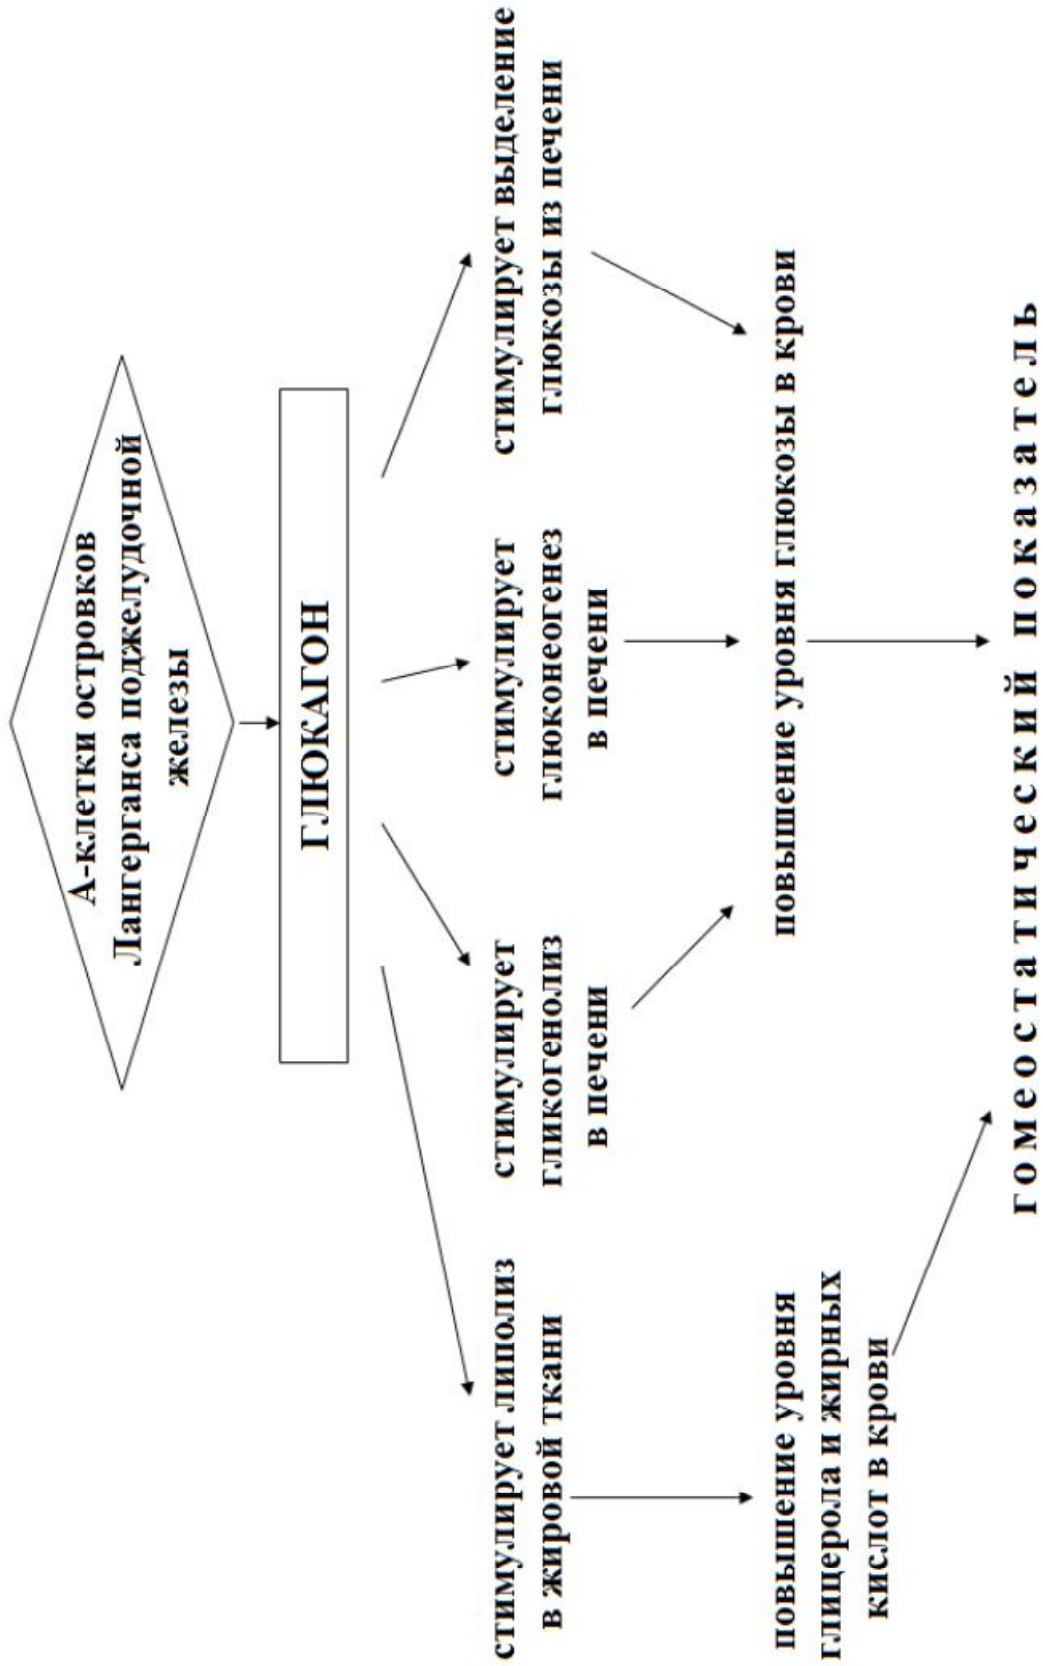 А-клетки островков
Лангерганса поджелудочной
железы
ГЛЮКАГОН
стимулирует липолиз
в жировой ткани
стимулирует
гликогенолиз
в печени
стимулирует
глюконеогенез
в печени
стимулирует выделение
глюкозы из печени
повышение уровня
глицерола и жирных
кислот в крови
повышение уровня глюкозы в крови
гомеостатический показатель